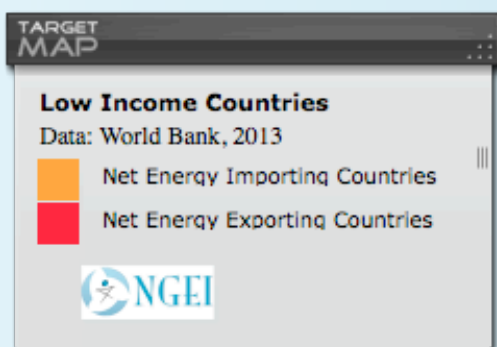 TARGET
MAP
Low Income Countries
Data: World Bank, 2013
Net Energy Importing Countries
Net Energy Exporting Countries
NGEI